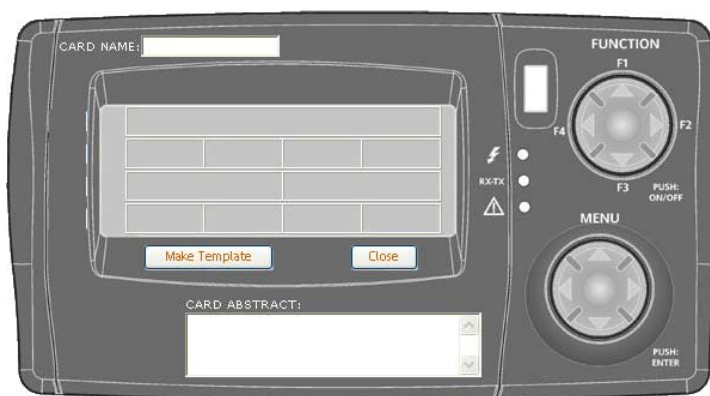 CARD NAME:
FUNCTION
F1
F4
F2
F3
PUSH:
ON/OFF
RX-TX
MENU
Make Template
Close
CARD ABSTRACT:
PUSH:
ENTER